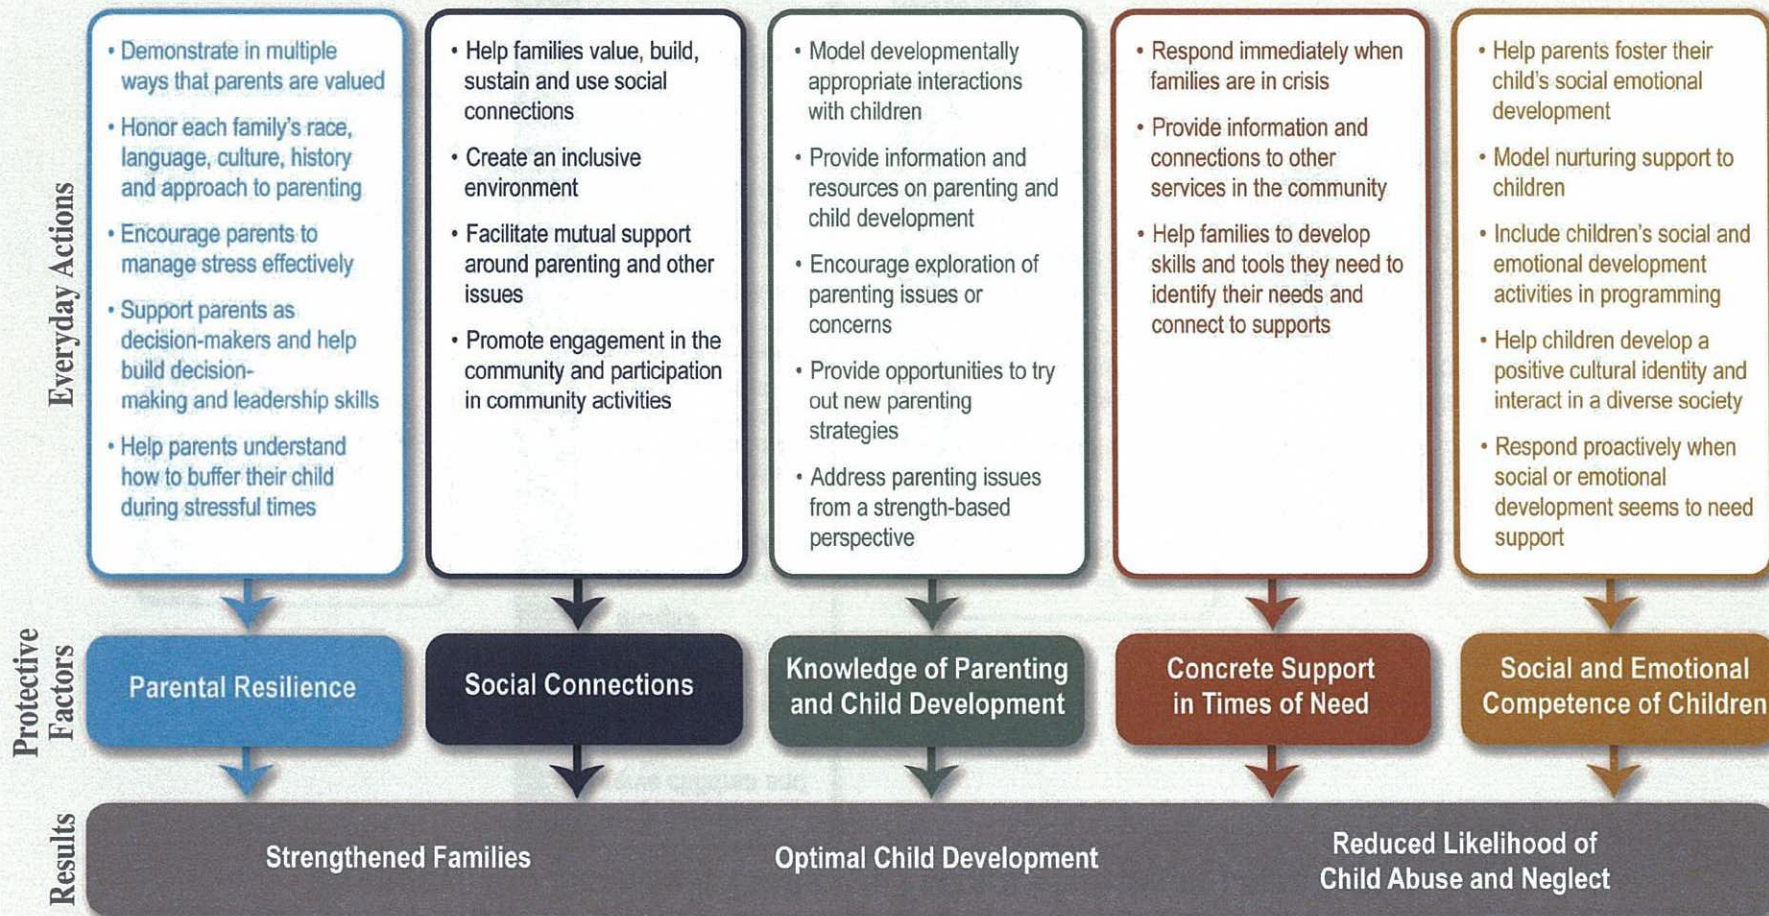 Everyday Actions
• Demonstrate in multiple
ways that parents are valued
• Honor each family's race,
language, culture, history
and approach to parenting
• Encourage parents to
manage stress effectively
• Support parents as
decision-makers and help
build decision-
making and leadership skills
• Help parents understand
how to buffer their child
during stressful times
• Help families value, build,
sustain and use social
connections
• Create an inclusive
environment
• Facilitate mutual support
around parenting and other
issues
• Promote engagement in the
community and participation
in community activities
• Model developmentally
appropriate interactions
with children
• Provide information and
resources on parenting and
child development
• Encourage exploration of
parenting issues or
concerns
• Provide opportunities to try
out new parenting
strategies
• Address parenting issues
from a strength-based
perspective
• Respond immediately when
families are in crisis
• Provide information and
connections to other
services in the community
• Help families to develop
skills and tools they need to
identify their needs and
connect to supports
• Help parents foster their
child's social emotional
development
• Model nurturing support to
children
• Include children's social and
emotional development
activities in programming
• Help children develop a
positive cultural identity and
interact in a diverse society
• Respond proactively when
social or emotional
development seems to need
support
Protective
Factors
Parental Resilience
Social Connections
Knowledge of Parenting
and Child Development
Concrete Support
in Times of Need
Social and Emotional
Competence of Children
Results
Strengthened Families
Optimal Child Development
Reduced Likelihood of
Child Abuse and Neglect